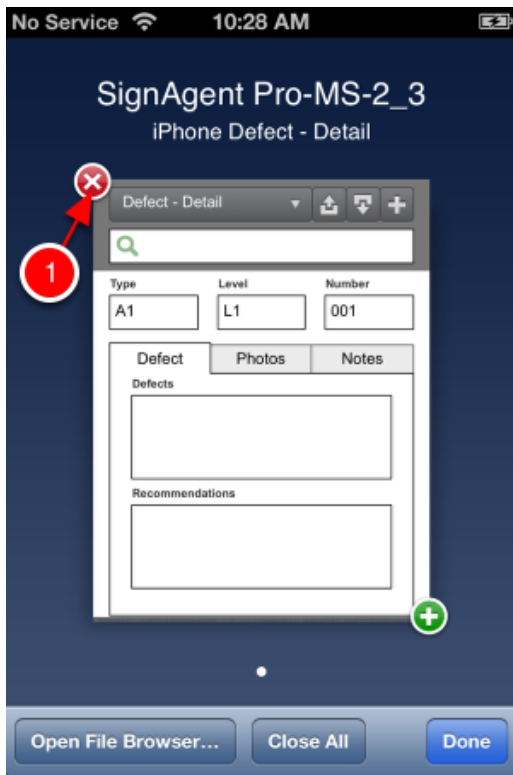 No Service 10:28 AM
SignAgent Pro-MS-2_3
iPhone Defect - Detail
Defect - Detail
1
Type Level Number
A1 L1 001
Defect Photos Notes
Defects
Recommendations
Open File Browser... Close All Done